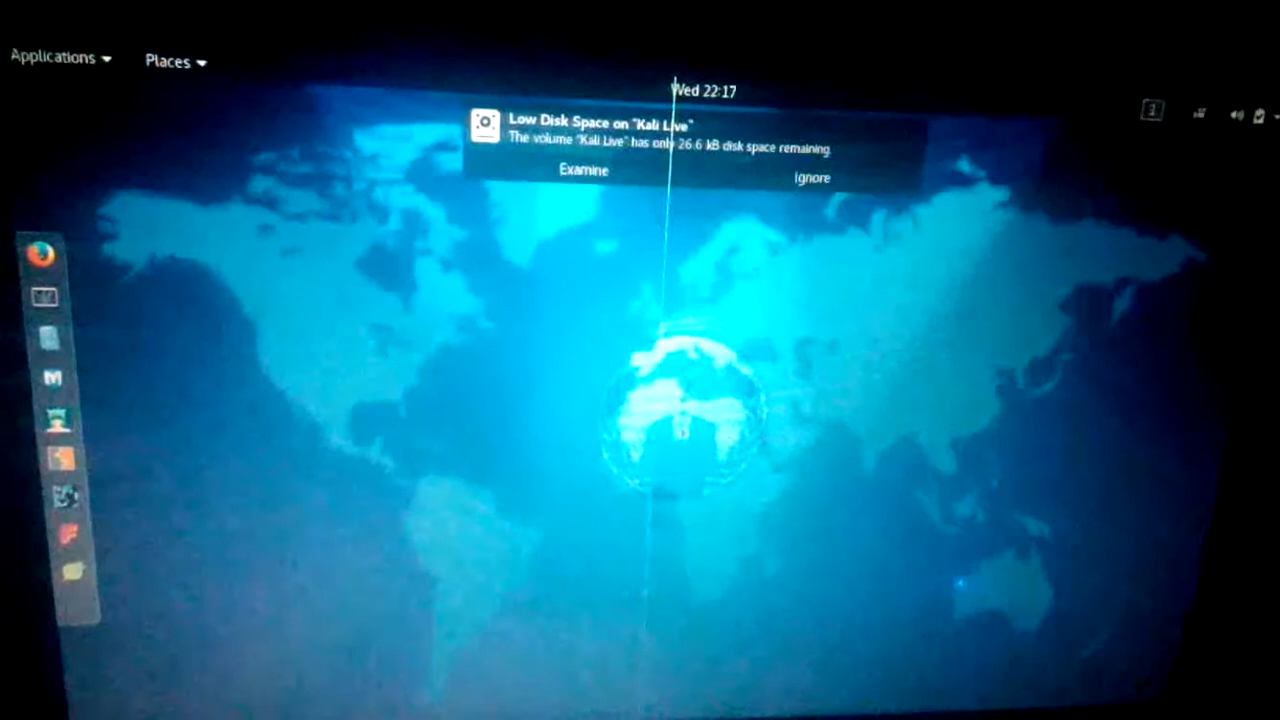 Applications
Places
Wed 22:17
Low Disk Space on "Kali Live"
The volume "Kali Live" has only 26.6 kB disk space remaining.
Examine
Ignore
1